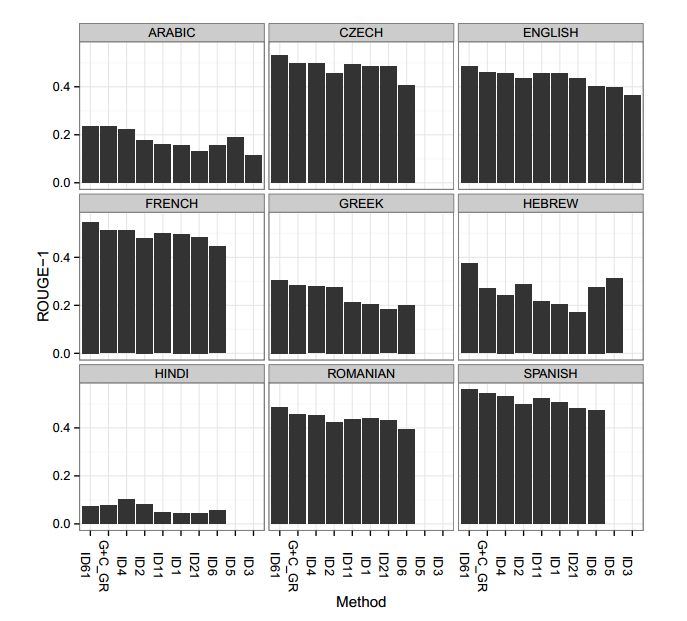 ARABIC CZECH ENGLISH
0.4
0.2
0.0
FRENCH GREEK HEBREW
0.4
0.2
0.0
ROUGE−1
HINDI ROMANIAN SPANISH
0.4
0.2
0.0
ID61 G+C_GR ID4 ID2 ID11 ID1 ID21 ID6 ID5 ID3 ID61 G+C_GR ID4 ID2 ID11 ID1 ID21 ID6 ID5 ID3 ID61 G+C_GR ID4 ID2 ID11 ID1 ID21 ID6 ID5 ID3
Method